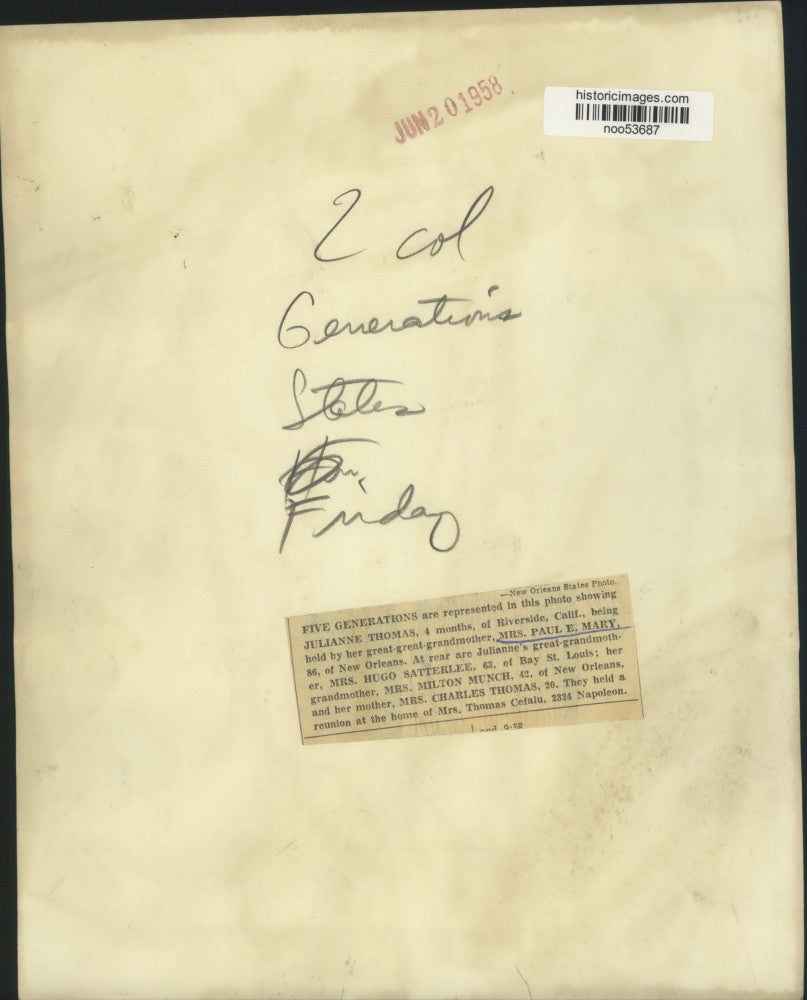 JUN 20 1958
historicimages.com
noo53687
2 col
Generations
States
Friday
—New Orleans States Photo.
FIVE GENERATIONS are represented in this photo showing
JULIANNE THOMAS, 4 months, of Riverside, Calif., being
held by her great-great-grandmother, MRS. PAUL E. MARY,
86, of New Orleans. At rear are Julianne's great-grandmoth-
er, MRS. HUGO SATTERLEE, 63, of Bay St. Louis; her
grandmother, MRS. MILTON MUNCH, 42, of New Orleans,
and her mother, MRS. CHARLES THOMAS, 20. They held a
reunion at the home of Mrs. Thomas Cefalu, 2324 Napoleon.